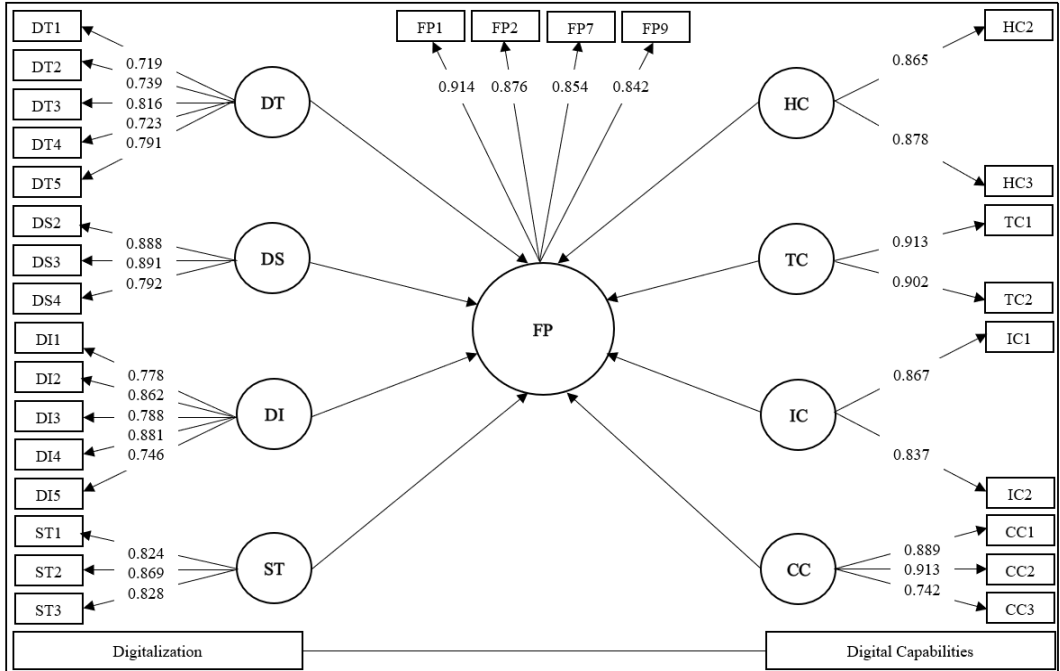 DT1
DT2
DT3
DT4
DT5
0.719
0.739
0.816
0.723
0.791
DT
DS2
DS3
DS4
0.888
0.891
0.792
DS
DI1
DI2
DI3
DI4
DI5
0.778
0.862
0.788
0.881
0.746
DI
ST1
ST2
ST3
0.824
0.869
0.828
ST
FP1
FP2
FP7
FP9
0.914
0.876
0.854
0.842
FP
HC
0.865
0.878
HC2
HC3
TC
0.913
0.902
TC1
TC2
IC
0.867
0.837
IC1
IC2
CC
0.889
0.913
0.742
CC1
CC2
CC3
Digitalization
Digital Capabilities